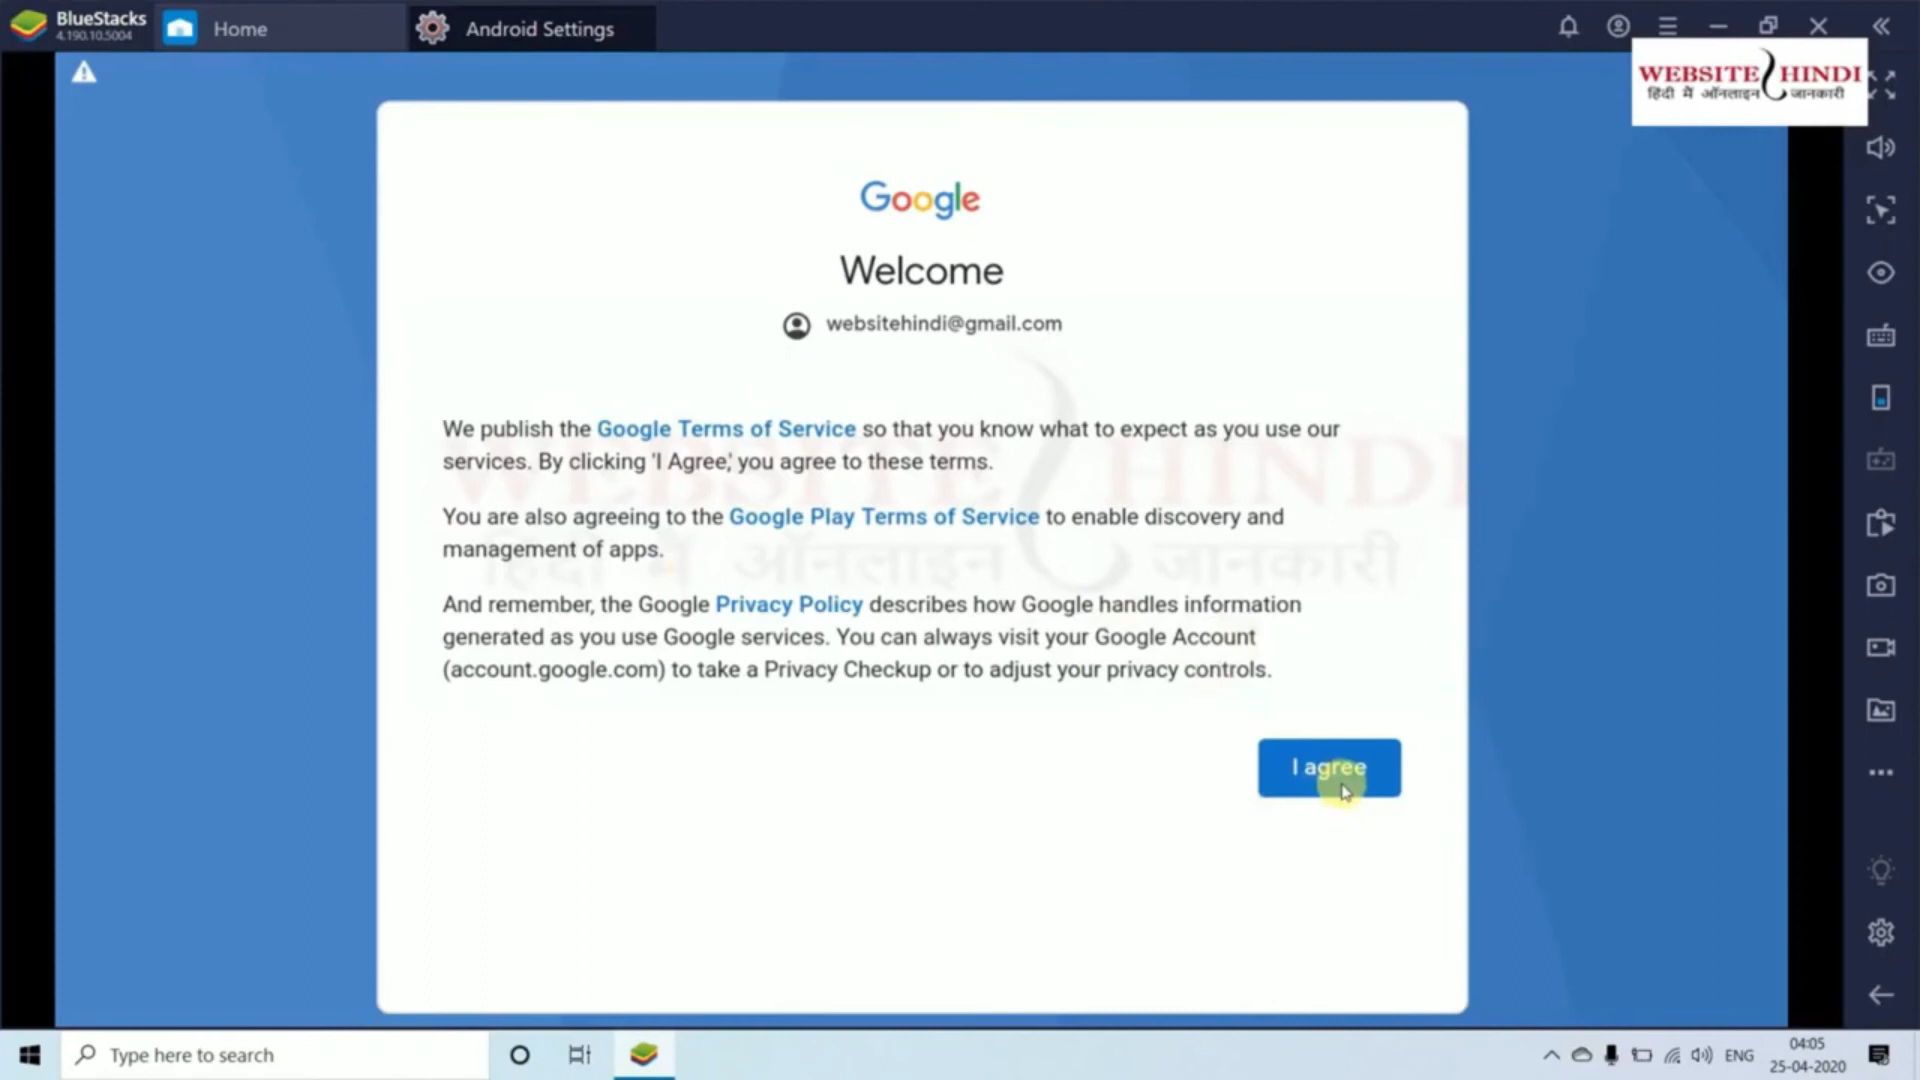 BlueStacks
4.190.10.5004
Home
Android Settings
WEBSITE HINDI
हिंदी में ऑनलाइन जानकारी
Google
Welcome
websitehindi@gmail.com
We publish the Google Terms of Service so that you know what to expect as you use our
services. By clicking 'I Agree,' you agree to these terms.
You are also agreeing to the Google Play Terms of Service to enable discovery and
management of apps.
And remember, the Google Privacy Policy describes how Google handles information
generated as you use Google services. You can always visit your Google Account
(account.google.com) to take a Privacy Checkup or to adjust your privacy controls.
WEBSITE HINDI
हिंदी में ऑनलाइन जानकारी
I agree
Type here to search
ENG
04:05
25-04-2020